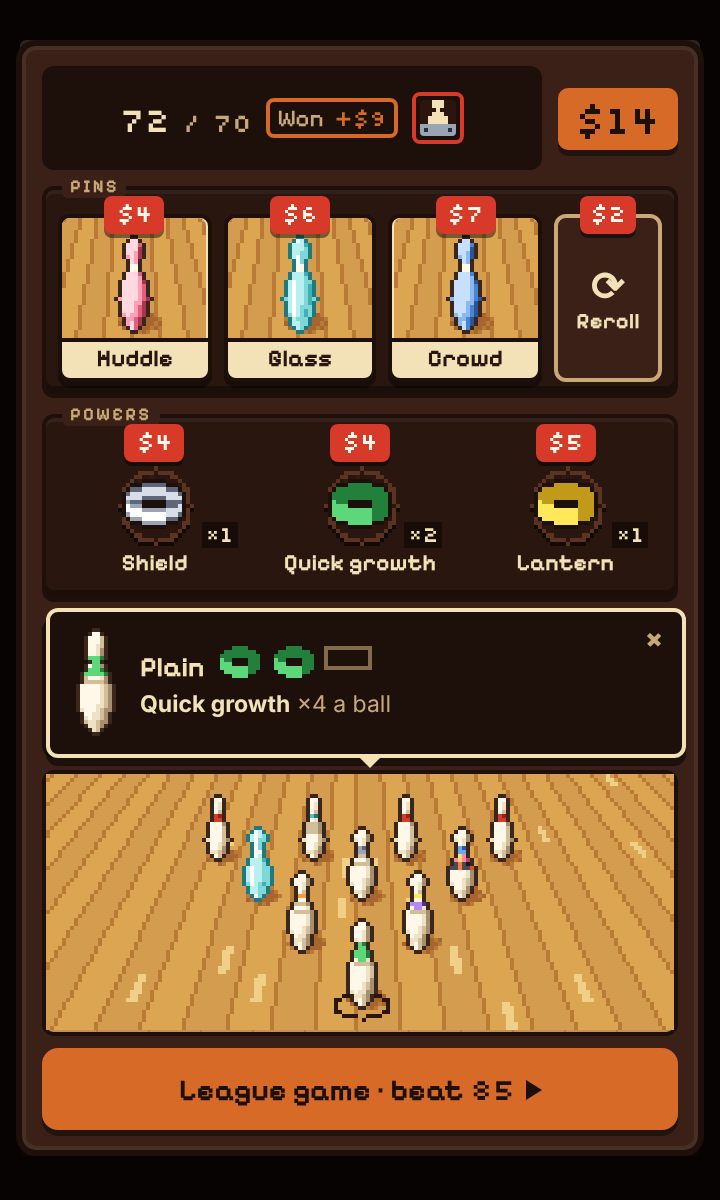 72 / 70 Won +$9
$14
PINS
$4 $6 $7 $2
Huddle Glass Crowd Reroll
POWERS
$4 $4 $5
×1 ×2 ×1
Shield Quick growth Lantern
Plain
Quick growth ×4 a ball
League game · beat 85